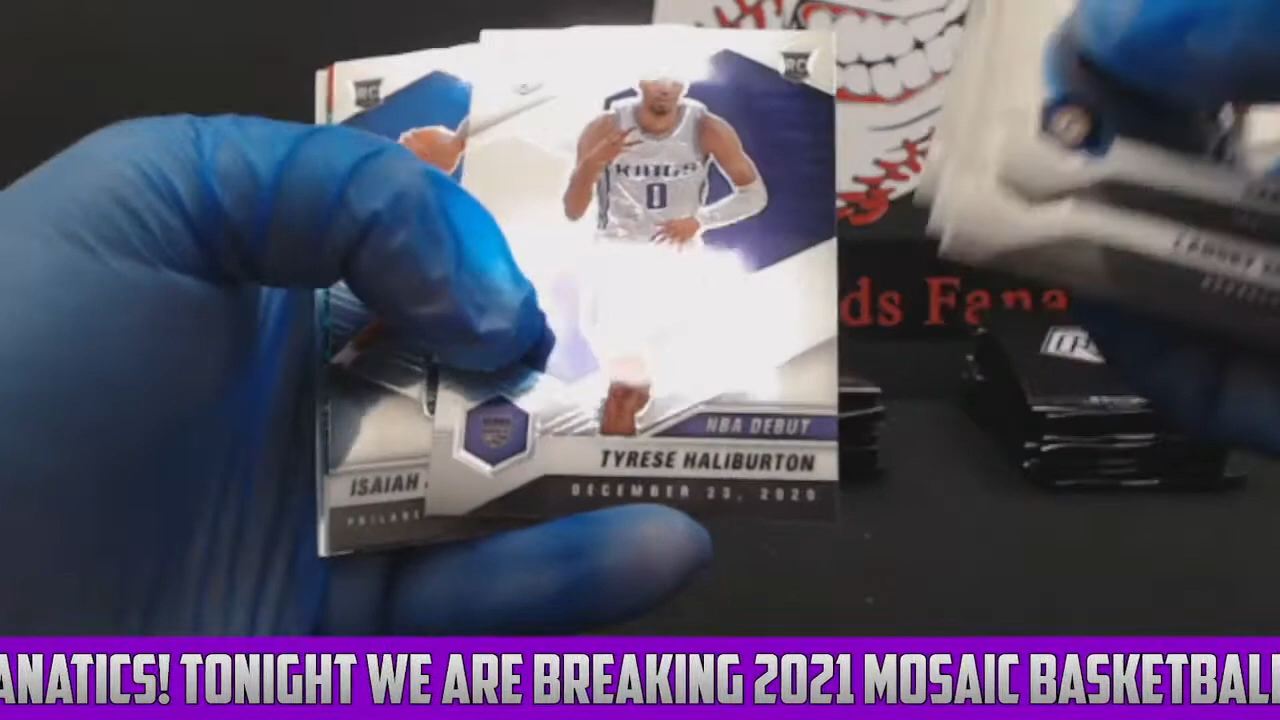 RC
RC
KINGS
0
ds Fana
NBA DEBUT
TYRESE HALIBURTON
DECEMBER 23, 2020
ISAIAH
ANATICS! TONIGHT WE ARE BREAKING 2021 MOSAIC BASKETBALL